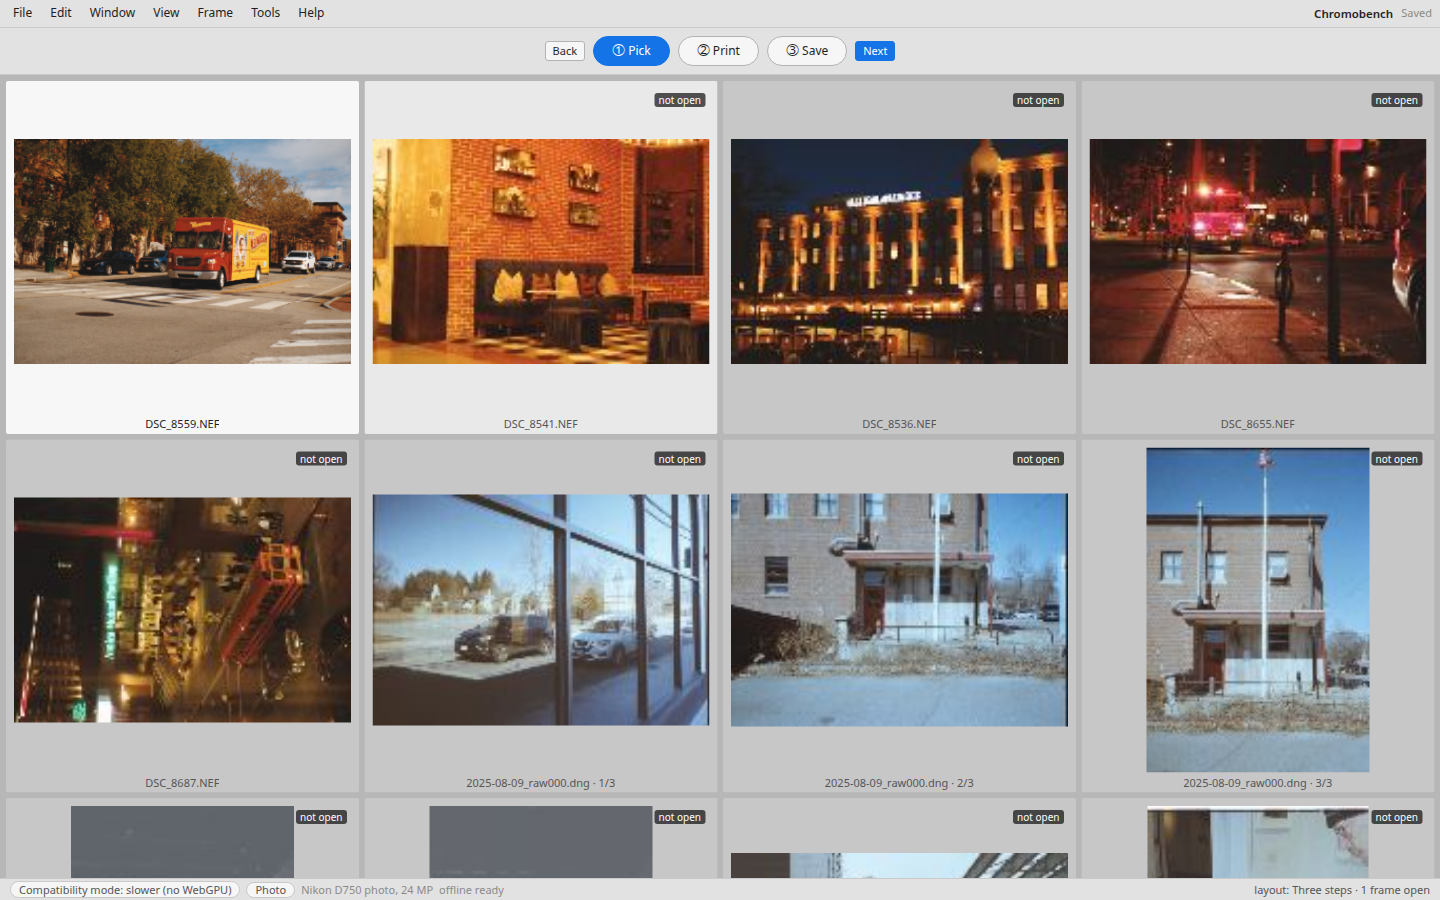 File Edit Window View Frame Tools Help
Chromobench Saved
Back ① Pick ② Print ③ Save Next
not open not open not open
DSC_8559.NEF DSC_8541.NEF DSC_8536.NEF DSC_8655.NEF
not open not open not open not open
DSC_8687.NEF 2025-08-09_raw000.dng · 1/3 2025-08-09_raw000.dng · 2/3 2025-08-09_raw000.dng · 3/3
not open not open not open not open
Compatibility mode: slower (no WebGPU) Photo Nikon D750 photo, 24 MP offline ready layout: Three steps · 1 frame open